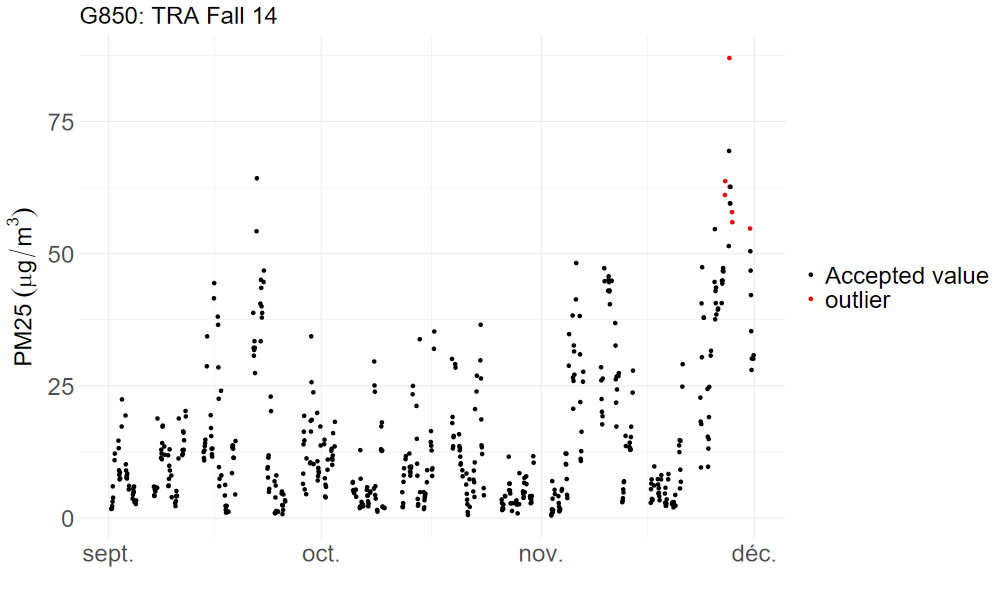 G850: TRA Fall 14
PM25 (μg/m³)
75
50
25
0
sept.
oct.
nov.
déc.
Accepted value
outlier